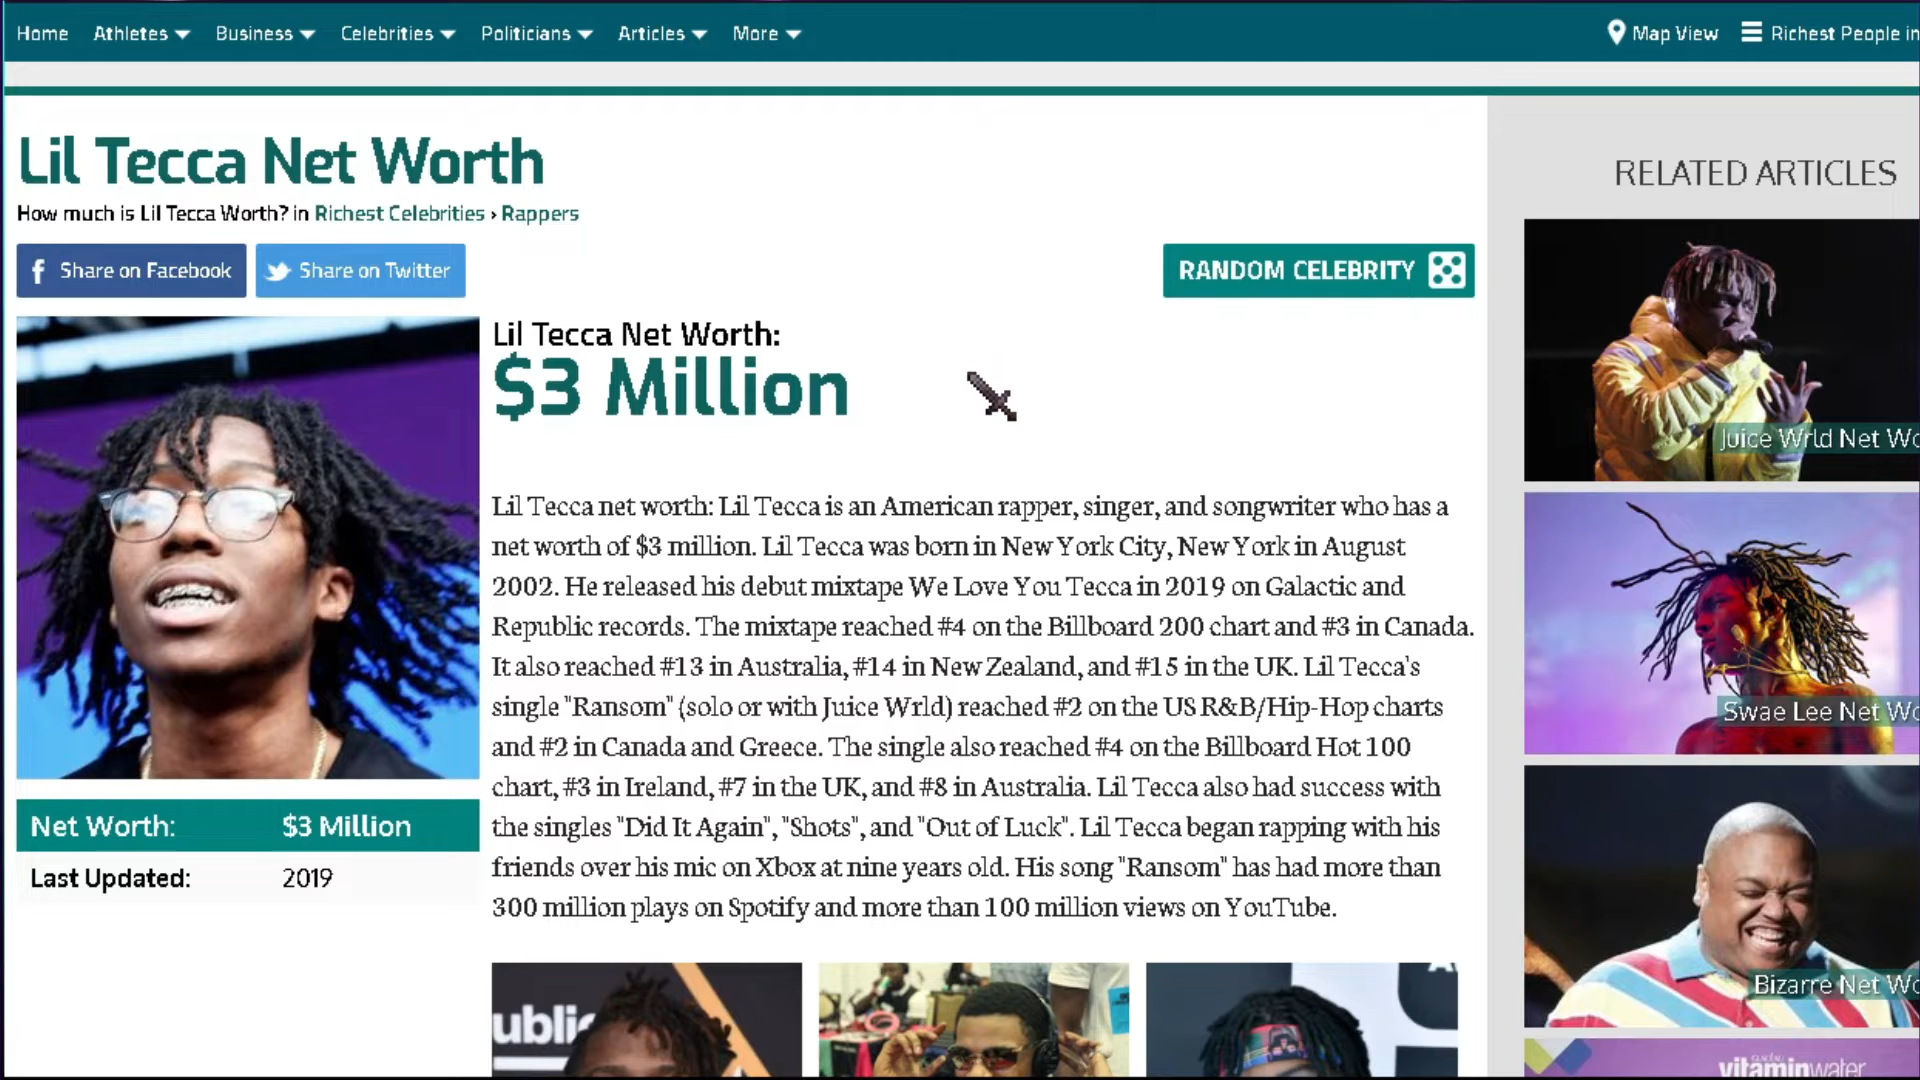 Home Athletes Business Celebrities Politicians Articles More Map View Richest People in
Lil Tecca Net Worth
How much is Lil Tecca Worth? in Richest Celebrities › Rappers
Share on Facebook Share on Twitter
RANDOM CELEBRITY
Lil Tecca Net Worth:
$3 Million
Lil Tecca net worth: Lil Tecca is an American rapper, singer, and songwriter who has a
net worth of $3 million. Lil Tecca was born in New York City, New York in August
2002. He released his debut mixtape We Love You Tecca in 2019 on Galactic and
Republic records. The mixtape reached #4 on the Billboard 200 chart and #3 in Canada.
It also reached #13 in Australia, #14 in New Zealand, and #15 in the UK. Lil Tecca's
single "Ransom" (solo or with Juice Wrld) reached #2 on the US R&B/Hip-Hop charts
and #2 in Canada and Greece. The single also reached #4 on the Billboard Hot 100
chart, #3 in Ireland, #7 in the UK, and #8 in Australia. Lil Tecca also had success with
the singles "Did It Again", "Shots", and "Out of Luck". Lil Tecca began rapping with his
friends over his mic on Xbox at nine years old. His song "Ransom" has had more than
300 million plays on Spotify and more than 100 million views on YouTube.
Net Worth: $3 Million
Last Updated: 2019
ublic
RELATED ARTICLES
Juice Wrld Net Wo
Swae Lee Net Wo
Bizarre Net Wo
vitaminwater